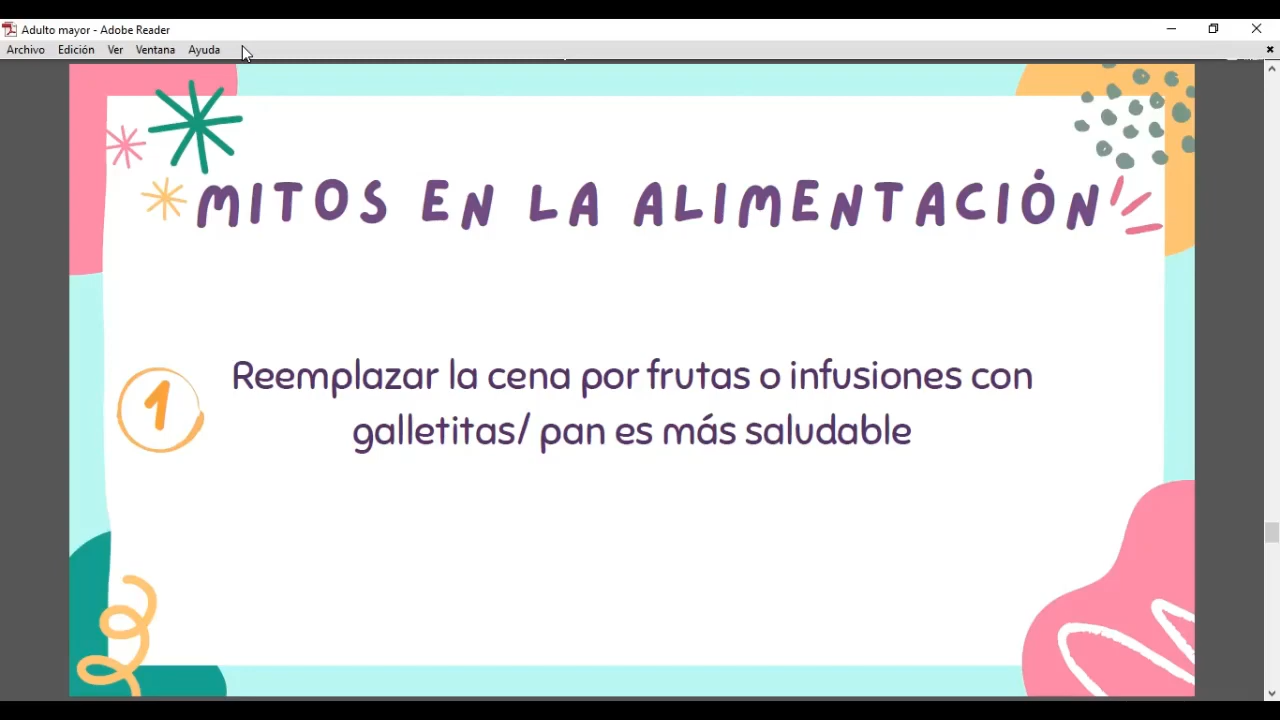 Adulto mayor - Adobe Reader
Archivo Edición Ver Ventana Ayuda
MITOS EN LA ALIMENTACIÓN
1
Reemplazar la cena por frutas o infusiones con
galletitas/ pan es más saludable